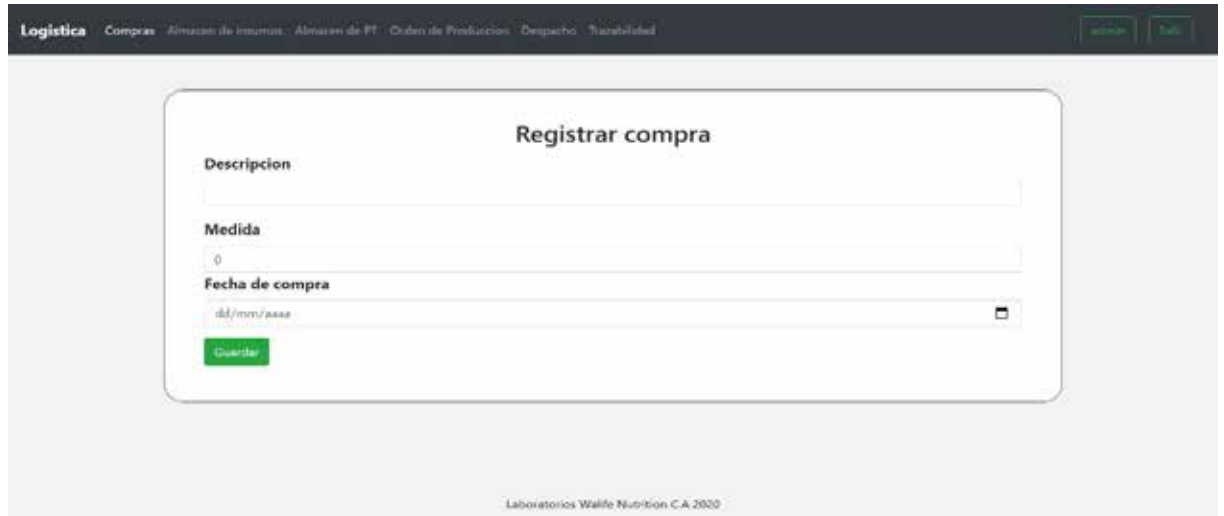 Logistica Compras Almacen de insumos Almacen de PT Orden de Produccion Despacho Trazabilidad admin Salir
Registrar compra
Descripcion
Medida
0
Fecha de compra
dd/mm/aaaa
Guardar
Laboratorios Walife Nutrition C.A 2020